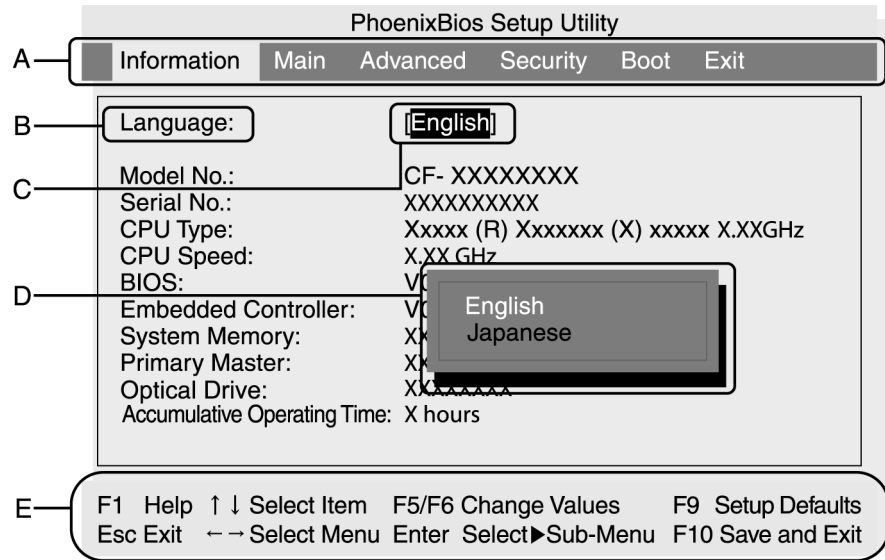 PhoenixBios Setup Utility
A
Information Main Advanced Security Boot Exit
B
Language: [English]
C
Model No.: CF- XXXXXXXX
Serial No.: XXXXXXXXXX
CPU Type: Xxxxx (R) Xxxxxxx (X) xxxxx X.XXGHz
CPU Speed: X.XX GHz
D
BIOS:
Embedded Controller:
System Memory:
Primary Master:
Optical Drive: XXXXXXXX
Accumulative Operating Time: X hours
English
Japanese
E
F1 Help ↑↓ Select Item F5/F6 Change Values F9 Setup Defaults
Esc Exit ←→ Select Menu Enter Select▶Sub-Menu F10 Save and Exit